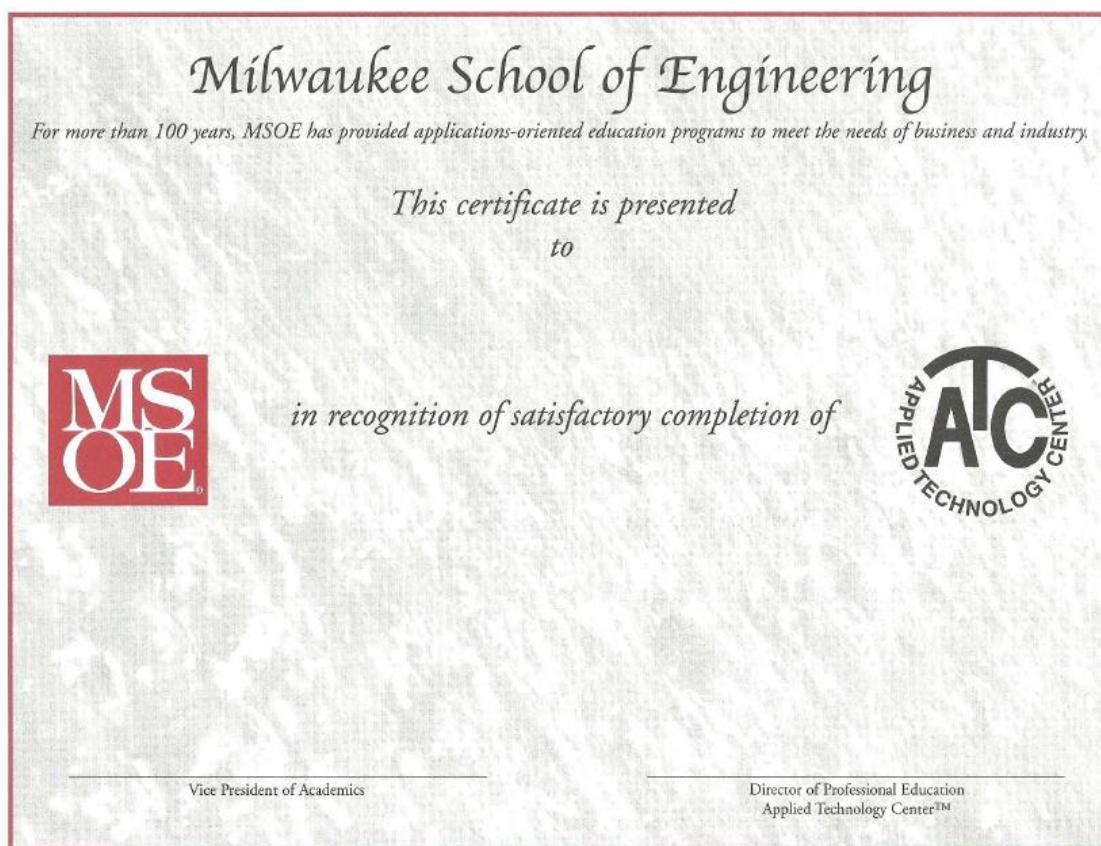 Milwaukee School of Engineering
For more than 100 years, MSOE has provided applications-oriented education programs to meet the needs of business and industry.
This certificate is presented
to
MS
OE®
in recognition of satisfactory completion of
ATC
APPLIED TECHNOLOGY CENTER™
Vice President of Academics
Director of Professional Education
Applied Technology Center™